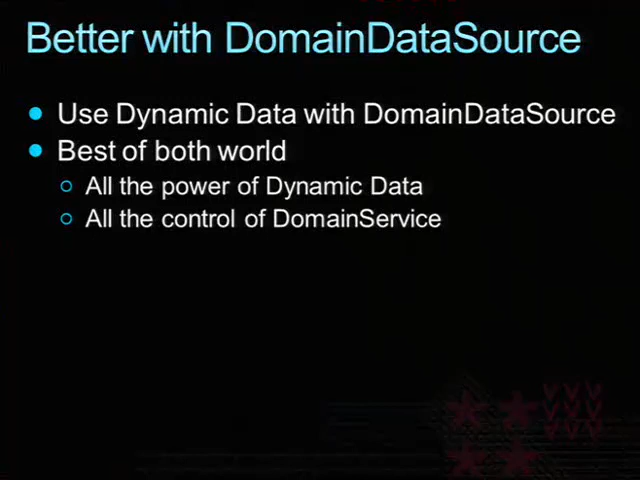 Better with DomainDataSource
Use Dynamic Data with DomainDataSource
Best of both world
All the power of Dynamic Data
All the control of DomainService